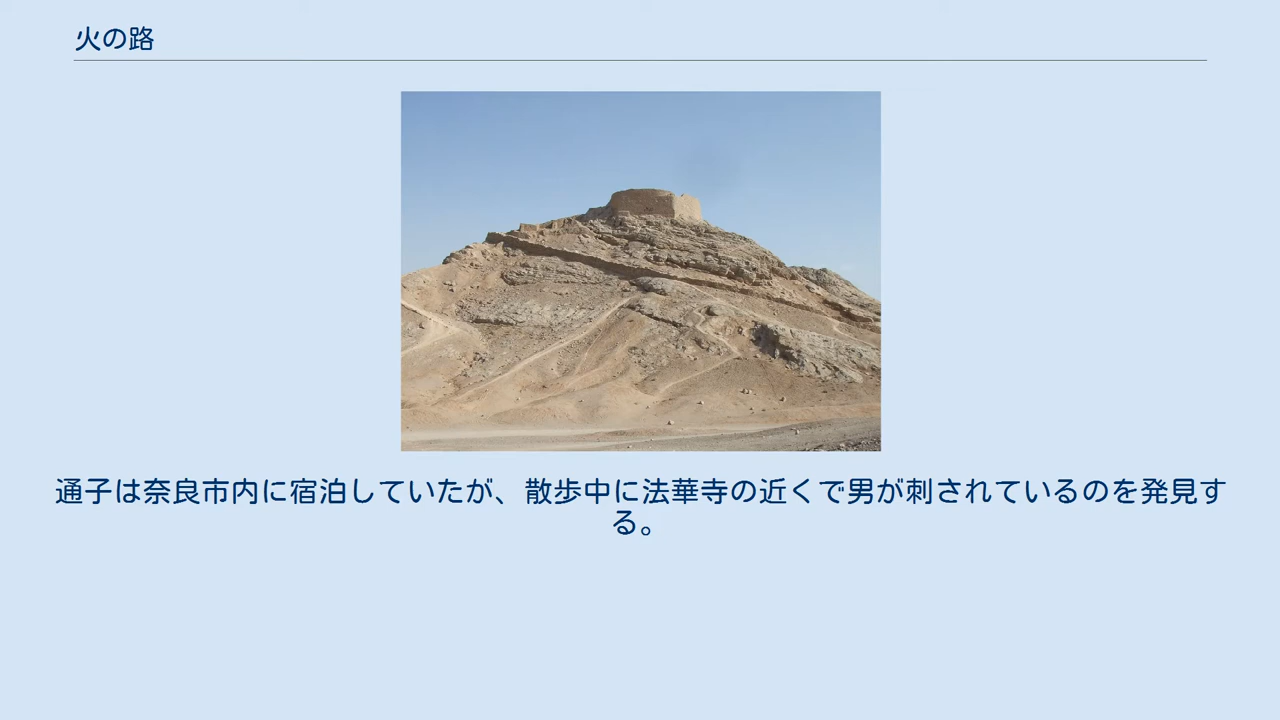 火の路
通子は奈良市内に宿泊していたが、散歩中に法華寺の近くで男が刺されているのを発見す
る。